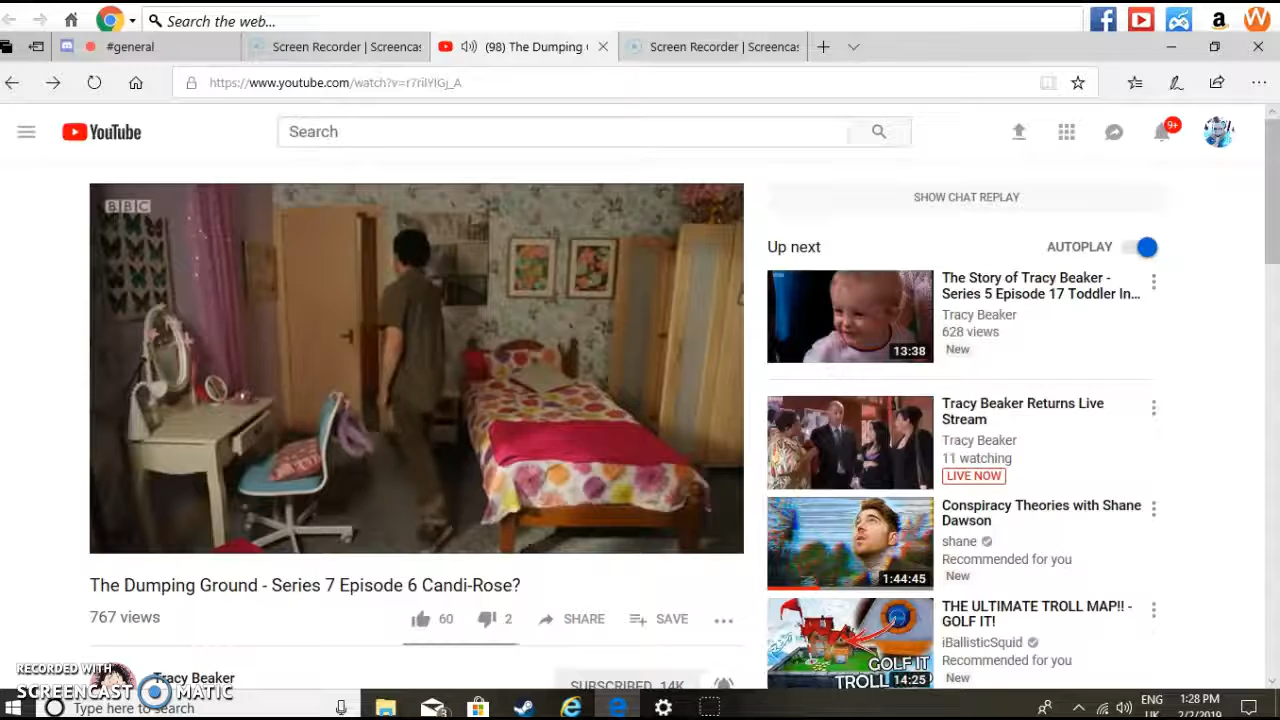 Search the web...
#general
Screen Recorder | Screencas
(98) The Dumping
Screen Recorder | Screencas
https://www.youtube.com/watch?v=r7rilYIGj_A
YouTube
Search
9+
BBC
SHOW CHAT REPLAY
Up next
AUTOPLAY
The Story of Tracy Beaker -
Series 5 Episode 17 Toddler In...
Tracy Beaker
628 views
New
13:38
Tracy Beaker Returns Live
Stream
Tracy Beaker
11 watching
LIVE NOW
Conspiracy Theories with Shane
Dawson
shane
Recommended for you
New
1:44:45
THE ULTIMATE TROLL MAP!! -
GOLF IT!
iBallisticSquid
Recommended for you
New
GOLF IT
TROLL
14:25
The Dumping Ground - Series 7 Episode 6 Candi-Rose?
767 views
60
2
SHARE
SAVE
Tracy Beaker
SUBSCRIBED 14K
RECORDED WITH
SCREENCAST MATIC
Type here to search
ENG
UK
1:28 PM
2/2/2019